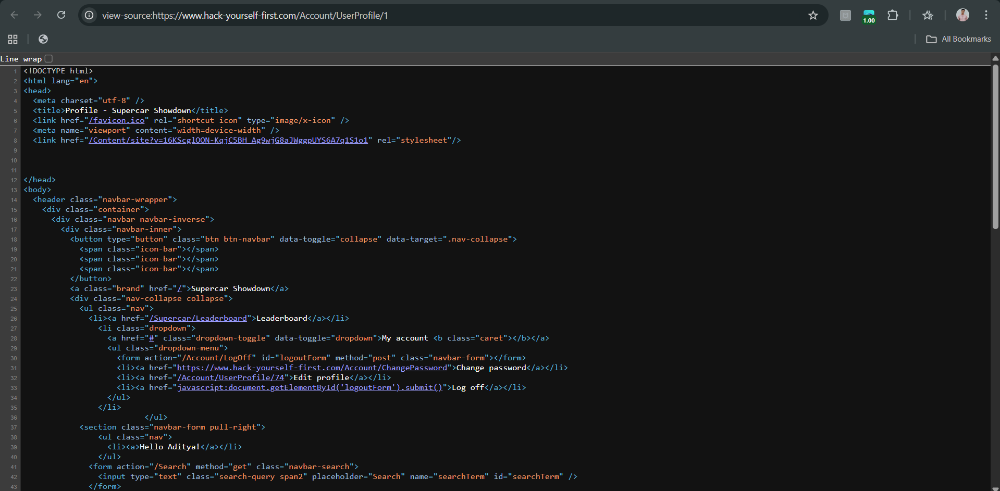 view-source:https://www.hack-yourself-first.com/Account/UserProfile/1
1.00
All Bookmarks
Line wrap
1 <!DOCTYPE html>
2 <html lang="en">
3 <head>
4 <meta charset="utf-8" />
5 <title>Profile - Supercar Showdown</title>
6 <link href="/favicon.ico" rel="shortcut icon" type="image/x-icon" />
7 <meta name="viewport" content="width=device-width" />
8 <link href="/Content/site?v=16KScglOON-KqjC5BH_Ag9wjG8aJWggpUYS6A7q1S1o1" rel="stylesheet"/>
9
10
11
12 </head>
13 <body>
14 <header class="navbar-wrapper">
15 <div class="container">
16 <div class="navbar navbar-inverse">
17 <div class="navbar-inner">
18 <button type="button" class="btn btn-navbar" data-toggle="collapse" data-target=".nav-collapse">
19 <span class="icon-bar"></span>
20 <span class="icon-bar"></span>
21 <span class="icon-bar"></span>
22 </button>
23 <a class="brand" href="/">Supercar Showdown</a>
24 <div class="nav-collapse collapse">
25 <ul class="nav">
26 <li><a href="/Supercar/Leaderboard">Leaderboard</a></li>
27 <li class="dropdown">
28 <a href="#" class="dropdown-toggle" data-toggle="dropdown">My account <b class="caret"></b></a>
29 <ul class="dropdown-menu">
30 <form action="/Account/LogOff" id="logoutForm" method="post" class="navbar-form"></form>
31 <li><a href="https://www.hack-yourself-first.com/Account/ChangePassword">Change password</a></li>
32 <li><a href="/Account/UserProfile/74">Edit profile</a></li>
33 <li><a href="javascript:document.getElementById('logoutForm').submit()">Log off</a></li>
34 </ul>
35 </li>
36 </ul>
37 <section class="navbar-form pull-right">
38 <ul class="nav">
39 <li><a>Hello Aditya!</a></li>
40 </ul>
41 <form action="/Search" method="get" class="navbar-search">
42 <input type="text" class="search-query span2" placeholder="Search" name="searchTerm" id="searchTerm" />
43 </form>